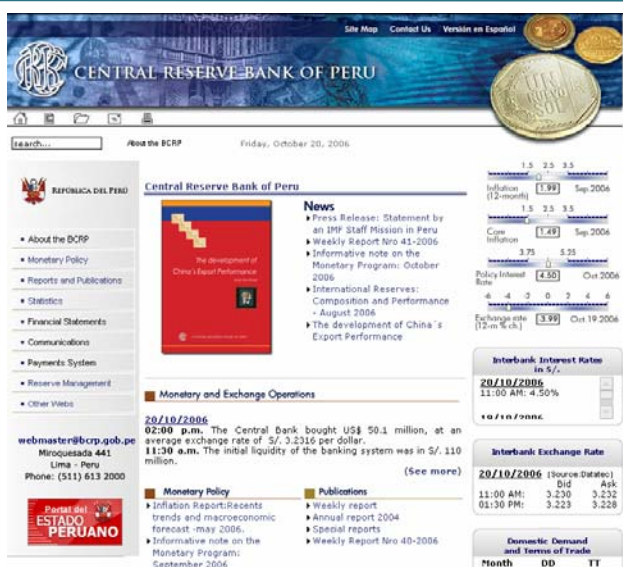 Site Map Contact Us Versión en Español
CENTRAL RESERVE BANK OF PERU
UN
NUEVO
SOL
search...
About the BCRP
Friday, October 20, 2006
REPÚBLICA DEL PERÚ
About the BCRP
Monetary Policy
Reports and Publications
Statistics
Financial Statements
Communications
Payments System
Reserve Management
Other Webs
webmaster@bcrp.gob.pe
Miroquesada 441
Lima - Peru
Phone: (511) 613 2000
Portal del
ESTADO
PERUANO
Central Reserve Bank of Peru
The development of
China's Export Performance
News
Press Release: Statement by
an IMF Staff Mission in Peru
Weekly Report Nro 41-2006
Informative note on the
Monetary Program: October
2006
International Reserves:
Composition and Performance
- August 2006
The development of China´s
Export Performance
Monetary and Exchange Operations
20/10/2006
02:00 p.m. The Central Bank bought US$ 50.1 million, at an
average exchange rate of S/. 3.2316 per dollar.
11:30 a.m. The initial liquidity of the banking system was in S/. 110
million.
(See more)
Monetary Policy
Inflation Report:Recents
trends and macroeconomic
forecast -may 2006.
Informative note on the
Monetary Program:
September 2006
Publications
Weekly report
Annual report 2004
Special reports
Weekly Report Nro 40-2006
1.5 2.5 3.5
Inflation
(12-month)
1.99
Sep.2006
1.5 2.5 3.5
Core
Inflation
1.49
Sep.2006
3.75 5.25
Policy Interest
Rate
4.50
Oct.2006
-6 -4 -2 0 2 4 6
Exchange rate
(12-m % ch.)
3.99
Oct.19.2006
Interbank Interest Rates
in S/.
20/10/2006
11:00 AM: 4.50%
19/10/2006
Interbank Exchange Rate
20/10/2006 (Source:Datatec)
Bid Ask
11:00 AM: 3.230 3.232
01:30 PM: 3.223 3.228
Domestic Demand
and Terms of Trade
Month DD TT